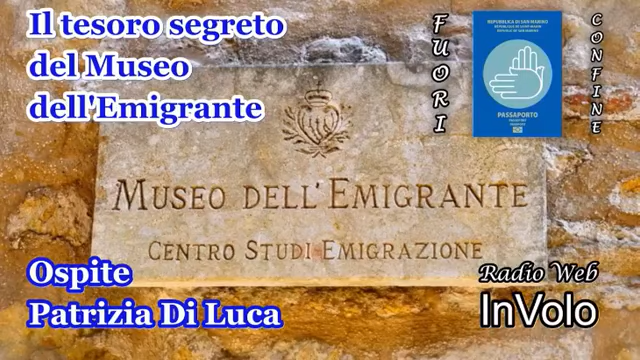 Il tesoro segreto
del Museo
dell'Emigrante
FUORI
CONFINE
REPUBBLICA DI SAN MARINO
PASSAPORTO
MUSEO DELL'EMIGRANTE
CENTRO STUDI EMIGRAZIONE
Ospite
Patrizia Di Luca
Radio Web
InVolo